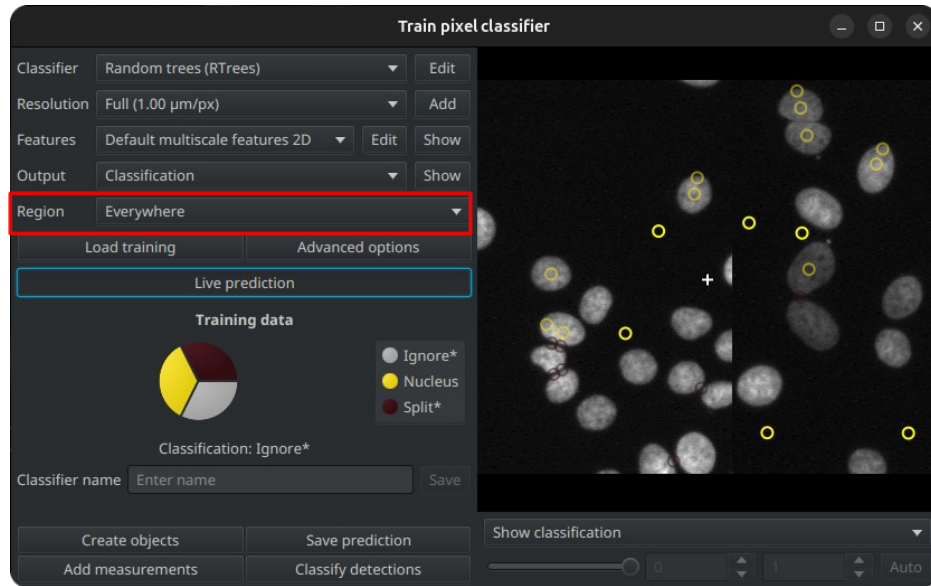 Train pixel classifier
Classifier Random trees (RTrees) Edit
Resolution Full (1.00 µm/px) Add
Features Default multiscale features 2D Edit Show
Output Classification Show
Region Everywhere
Load training Advanced options
Live prediction
Training data
Ignore*
Nucleus
Split*
Classification: Ignore*
Classifier name Enter name Save
Create objects Save prediction Show classification
Add measurements Classify detections 0 1 Auto